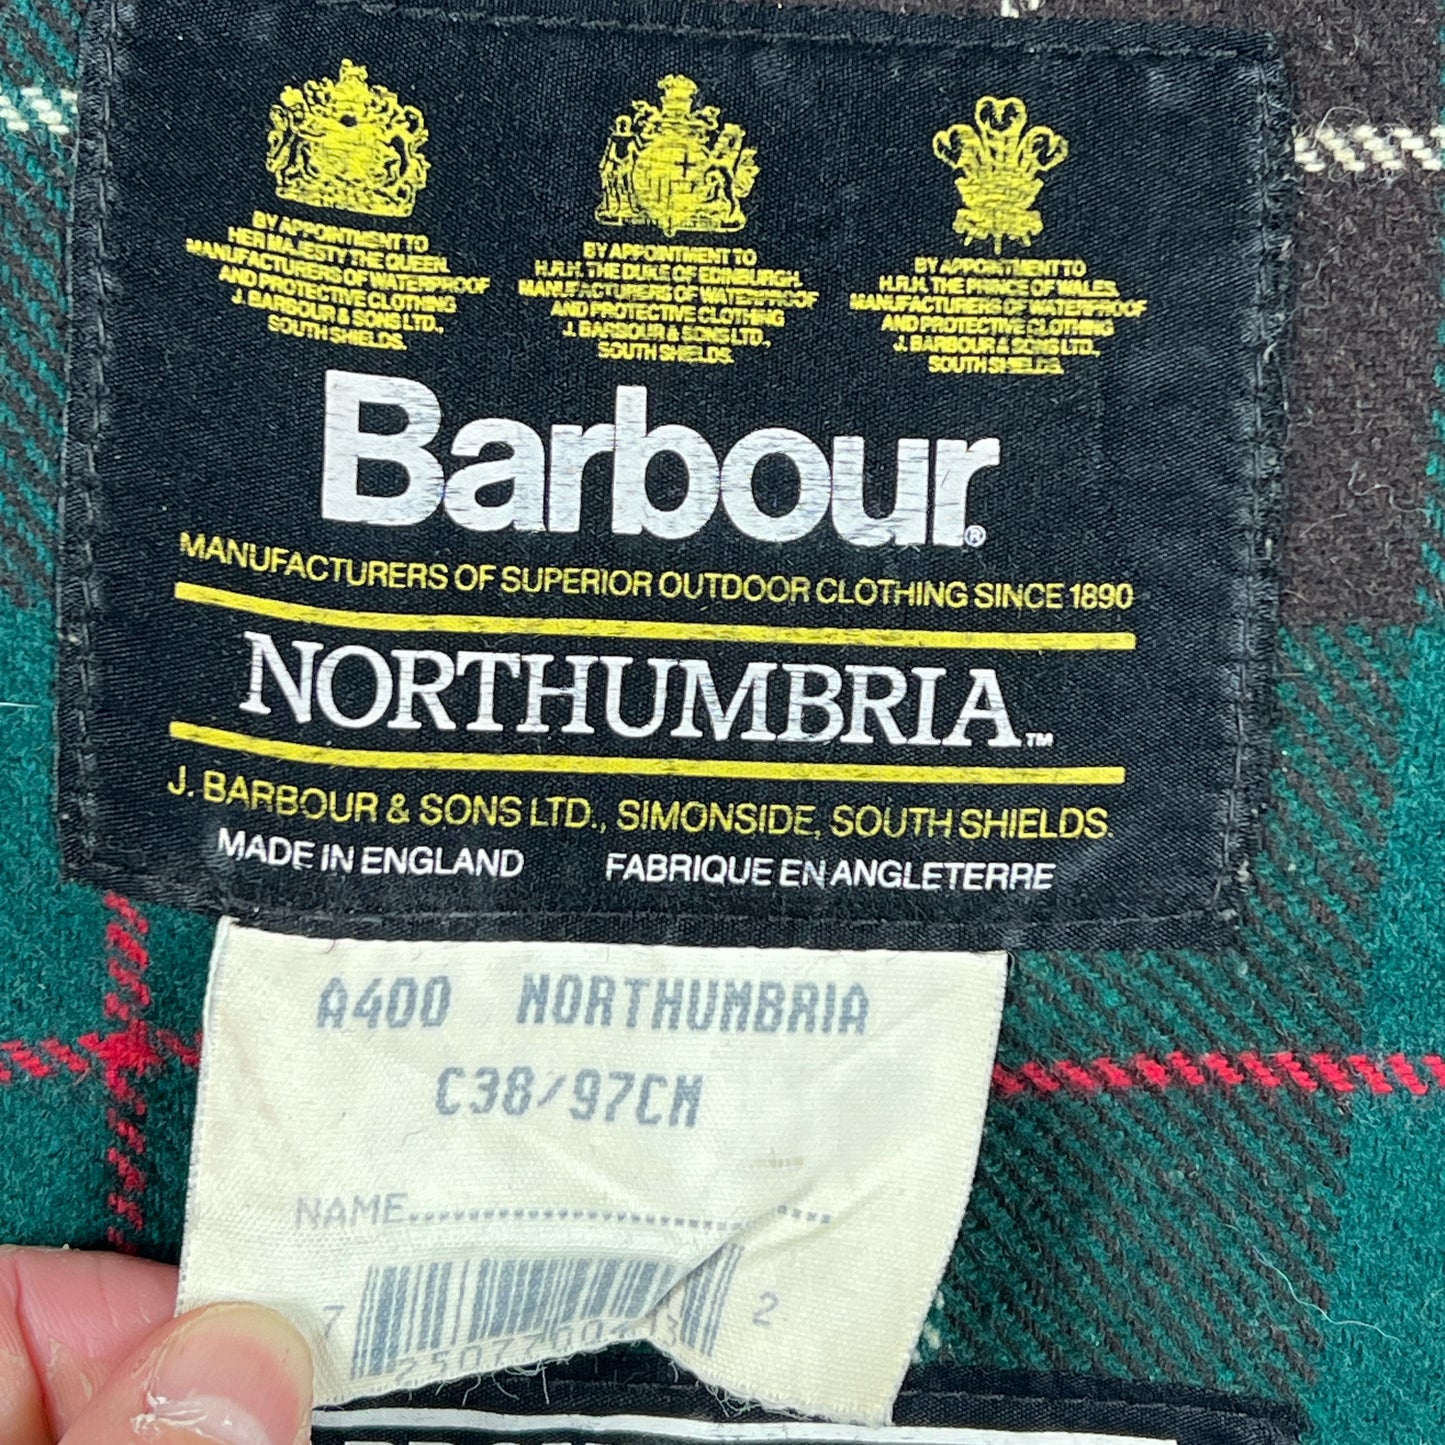 BY APPOINTMENT TO
HER MAJESTY THE QUEEN
MANUFACTURERS OF WATERPROOF
AND PROTECTIVE CLOTHING
J. BARBOUR & SONS LTD.,
SOUTH SHIELDS.
BY APPOINTMENT TO
H.R.H. THE DUKE OF EDINBURGH.
MANUFACTURERS OF WATERPROOF
AND PROTECTIVE CLOTHING
J. BARBOUR & SONS LTD.,
SOUTH SHIELDS.
BY APPOINTMENT TO
H.R.H. THE PRINCE OF WALES.
MANUFACTURERS OF WATERPROOF
AND PROTECTIVE CLOTHING
J. BARBOUR & SONS LTD.,
SOUTH SHIELDS.
Barbour®
MANUFACTURERS OF SUPERIOR OUTDOOR CLOTHING SINCE 1890
NORTHUMBRIA™
J. BARBOUR & SONS LTD., SIMONSIDE, SOUTH SHIELDS.
MADE IN ENGLAND FABRIQUE EN ANGLETERRE
A400 NORTHUMBRIA
C38/97CM
NAME
7 2